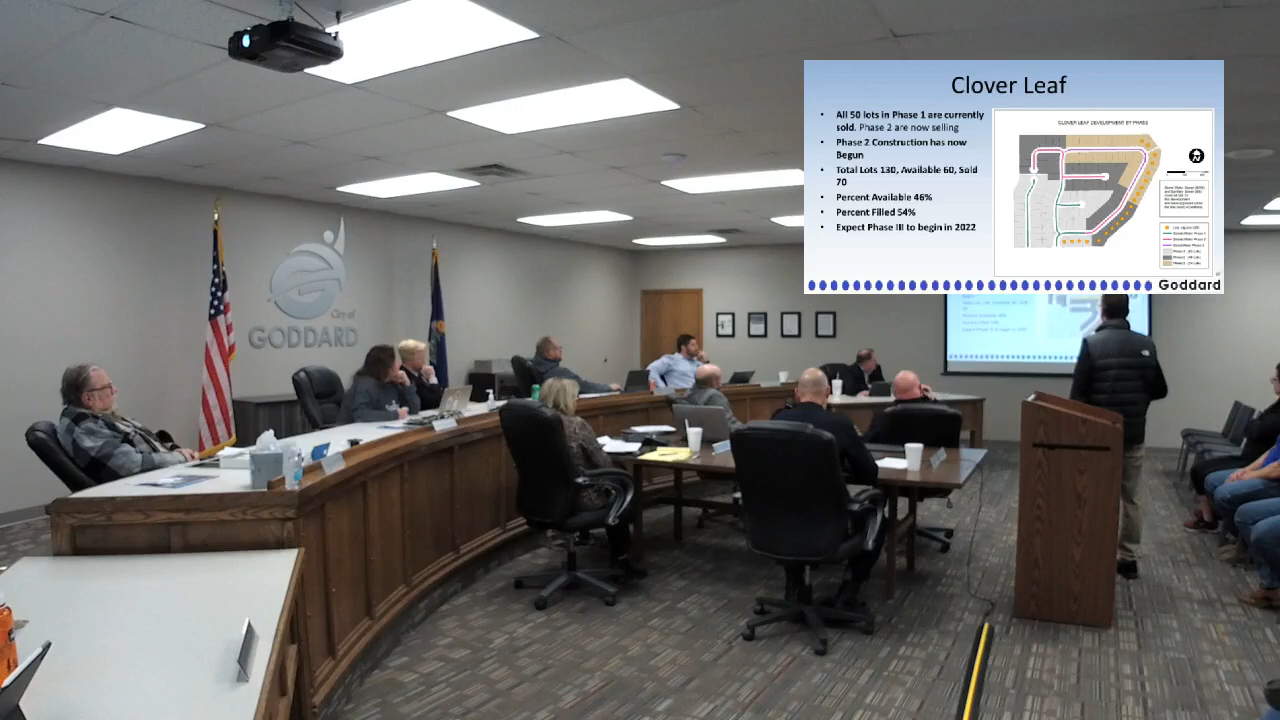 Clover Leaf
• All 50 lots in Phase 1 are currently
sold. Phase 2 are now selling
• Phase 2 Construction has now
Begun
• Total Lots 130, Available 60, Sold
70
• Percent Available 46%
• Percent Filled 54%
• Expect Phase III to begin in 2022
CLOVER LEAF DEVELOPMENT BY PHASE
Goddard
City of
GODDARD